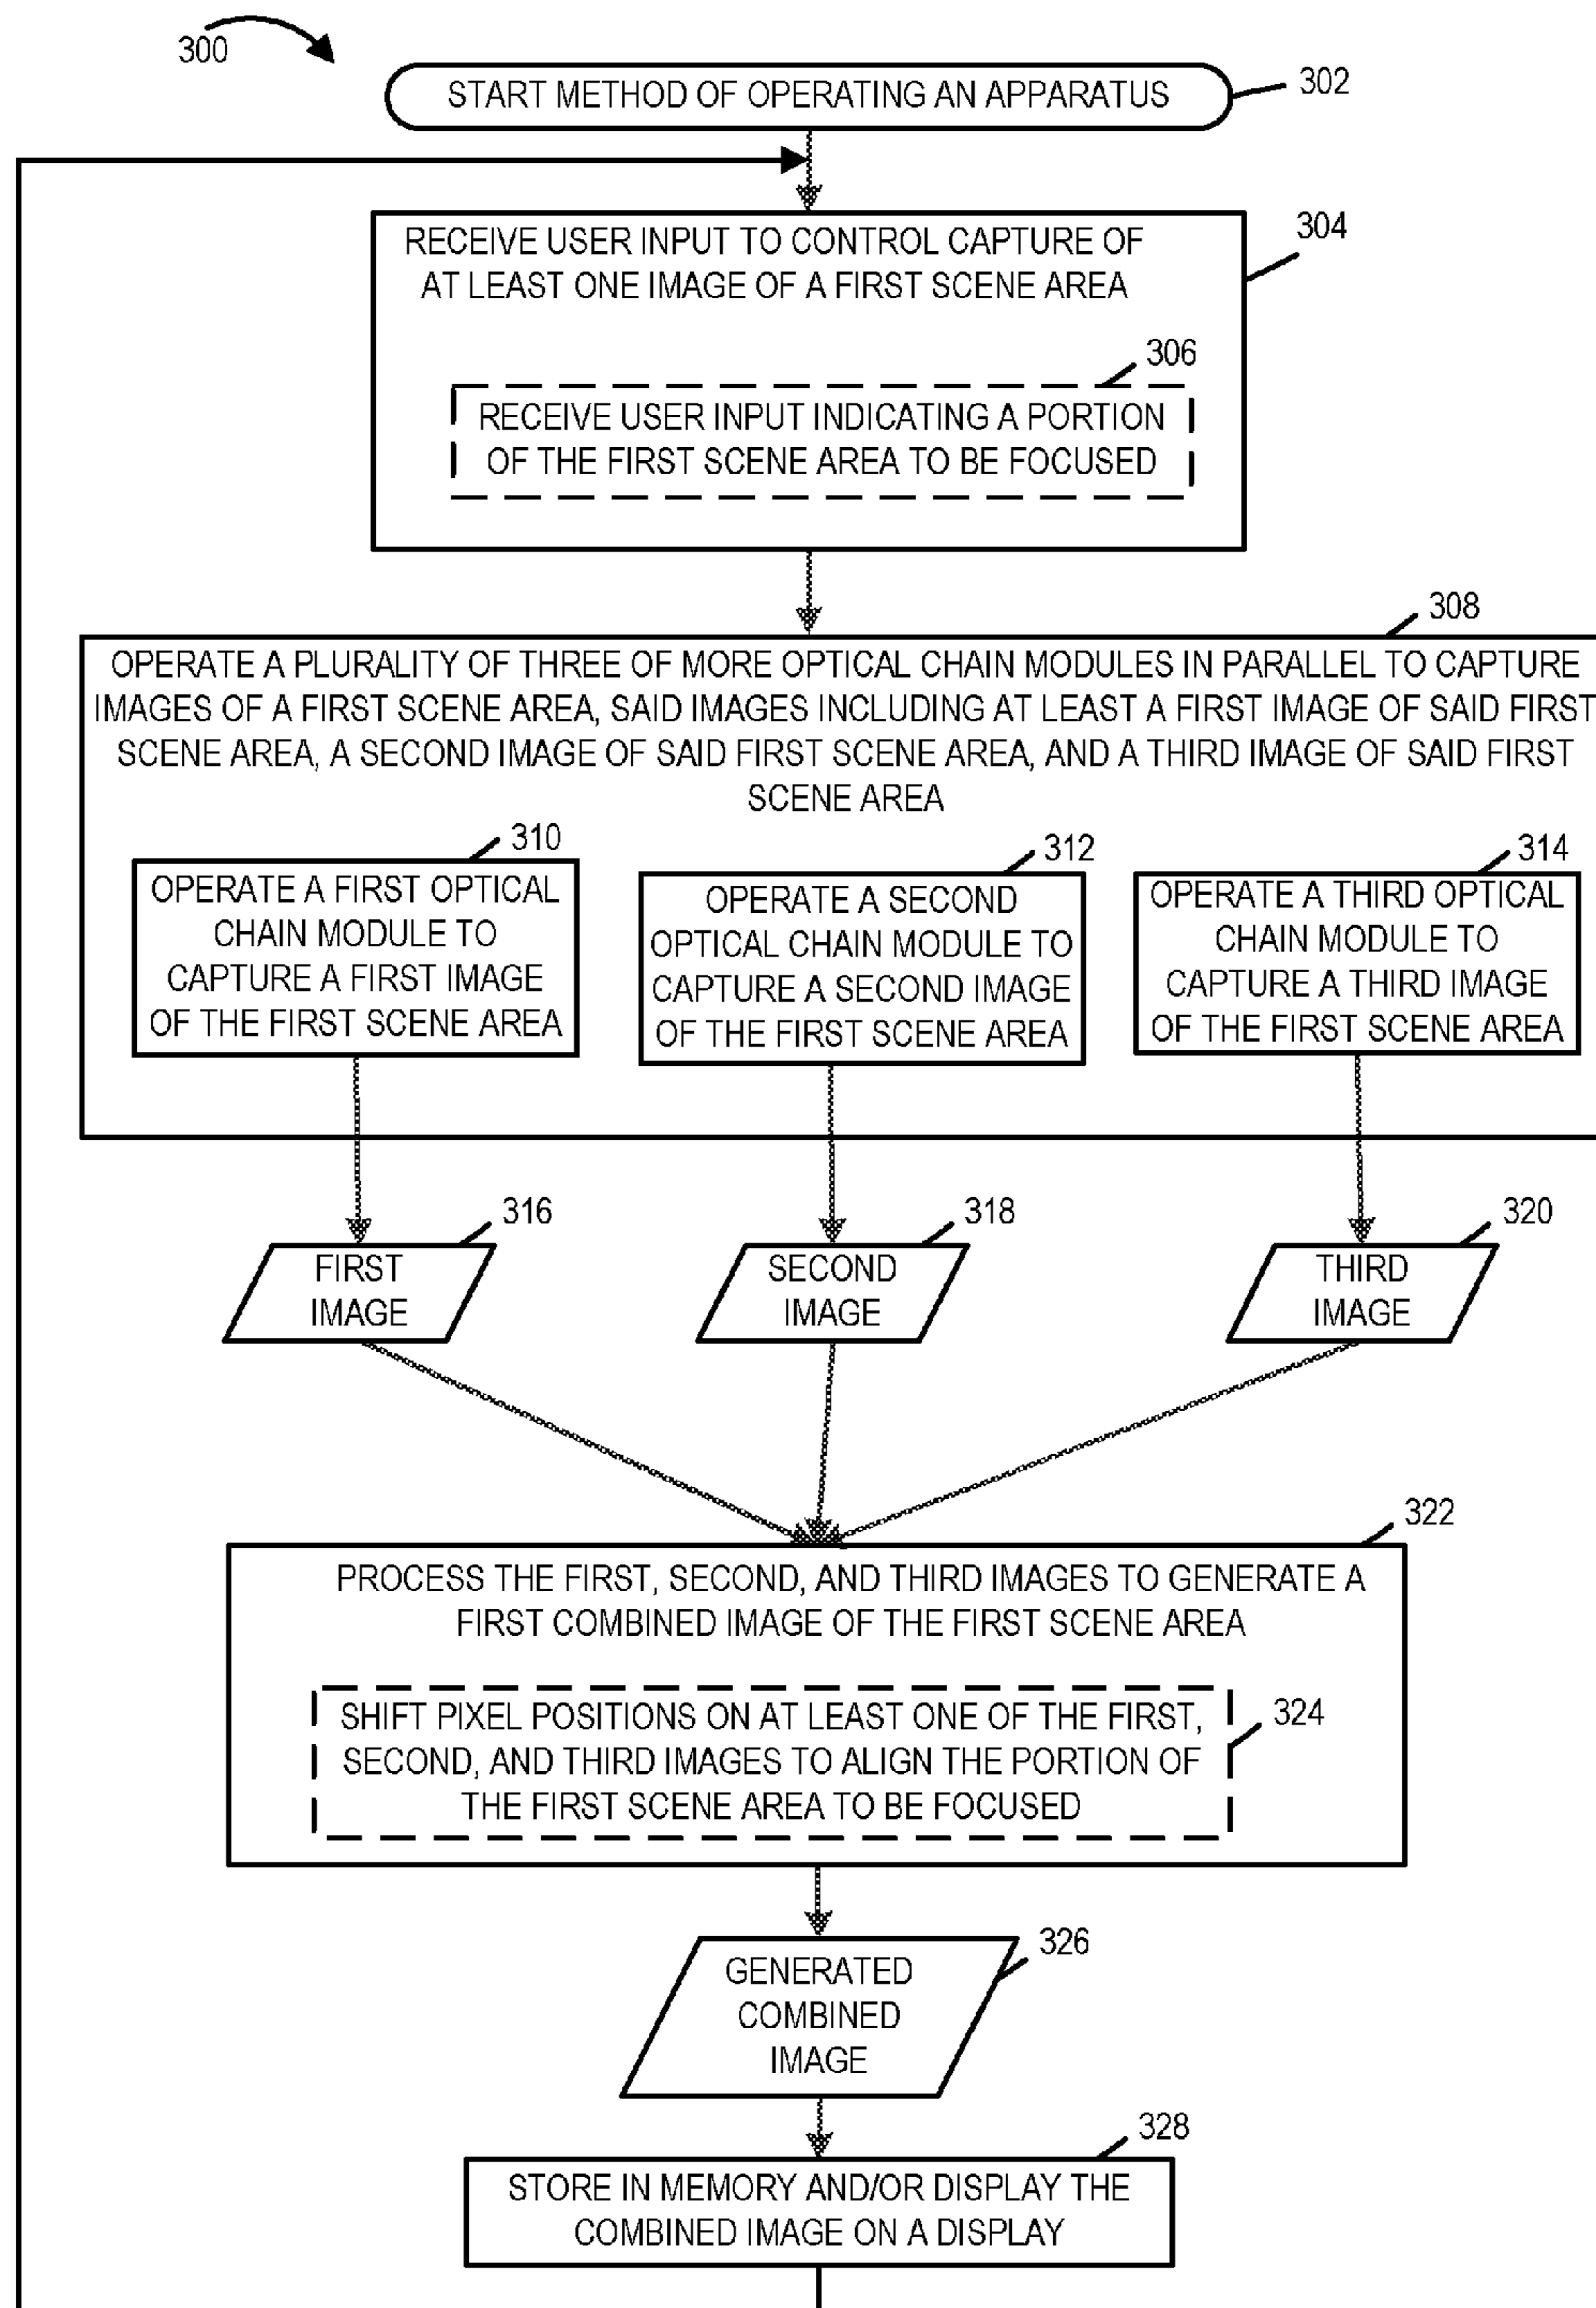 300
START METHOD OF OPERATING AN APPARATUS
302
304
RECEIVE USER INPUT TO CONTROL CAPTURE OF
AT LEAST ONE IMAGE OF A FIRST SCENE AREA
306
RECEIVE USER INPUT INDICATING A PORTION
OF THE FIRST SCENE AREA TO BE FOCUSED
308
OPERATE A PLURALITY OF THREE OF MORE OPTICAL CHAIN MODULES IN PARALLEL TO CAPTURE
IMAGES OF A FIRST SCENE AREA, SAID IMAGES INCLUDING AT LEAST A FIRST IMAGE OF SAID FIRST
SCENE AREA, A SECOND IMAGE OF SAID FIRST SCENE AREA, AND A THIRD IMAGE OF SAID FIRST
SCENE AREA
310
OPERATE A FIRST OPTICAL
CHAIN MODULE TO
CAPTURE A FIRST IMAGE
OF THE FIRST SCENE AREA
312
OPERATE A SECOND
OPTICAL CHAIN MODULE TO
CAPTURE A SECOND IMAGE
OF THE FIRST SCENE AREA
314
OPERATE A THIRD OPTICAL
CHAIN MODULE TO
CAPTURE A THIRD IMAGE
OF THE FIRST SCENE AREA
316
FIRST
IMAGE
318
SECOND
IMAGE
320
THIRD
IMAGE
322
PROCESS THE FIRST, SECOND, AND THIRD IMAGES TO GENERATE A
FIRST COMBINED IMAGE OF THE FIRST SCENE AREA
SHIFT PIXEL POSITIONS ON AT LEAST ONE OF THE FIRST,
SECOND, AND THIRD IMAGES TO ALIGN THE PORTION OF
THE FIRST SCENE AREA TO BE FOCUSED
324
326
GENERATED
COMBINED
IMAGE
328
STORE IN MEMORY AND/OR DISPLAY THE
COMBINED IMAGE ON A DISPLAY